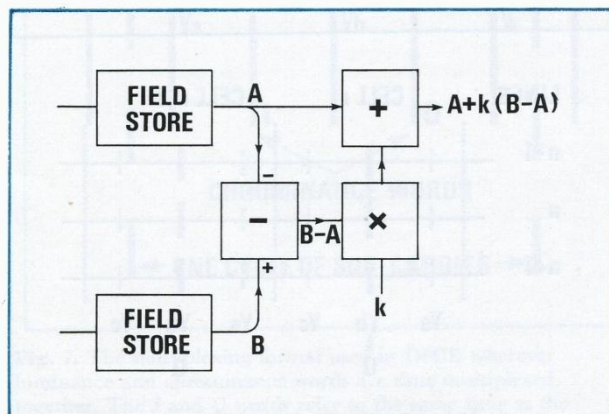 FIELD
STORE
A
+
A+k (B–A)
–
–
B–A
×
+
FIELD
STORE
B
k